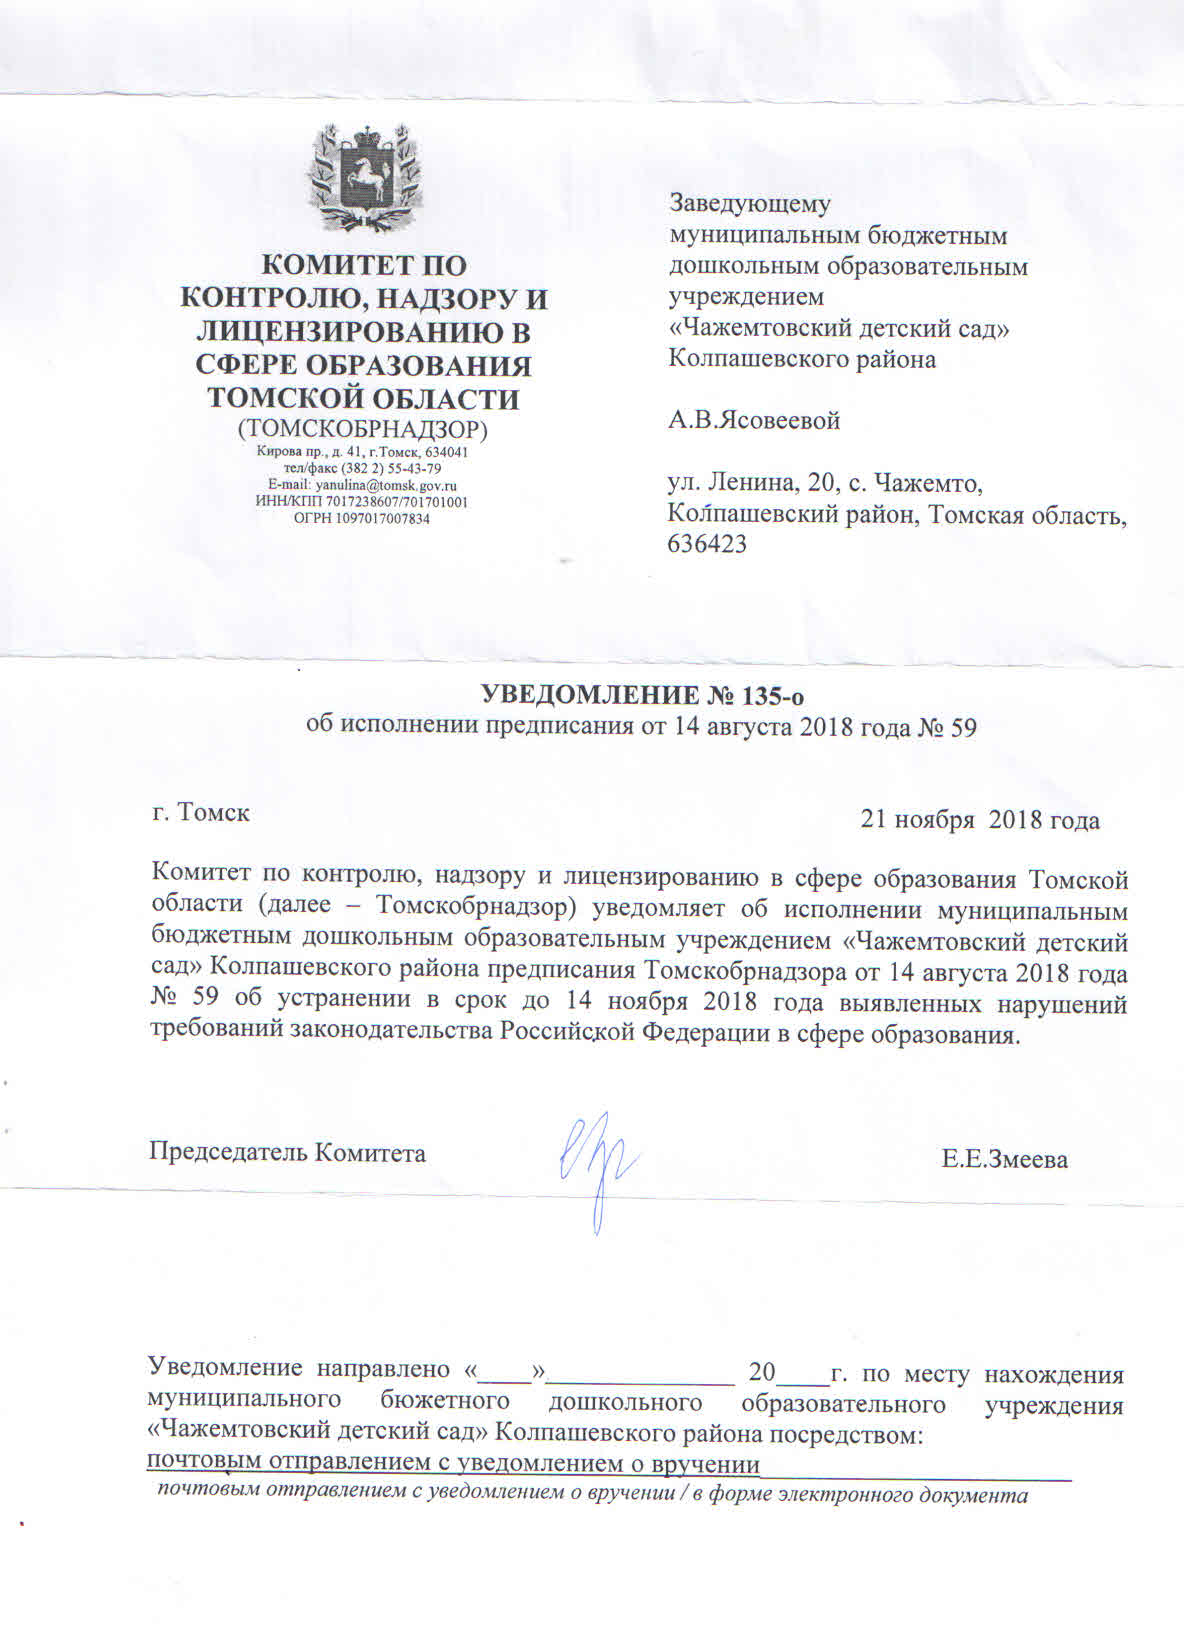 КОМИТЕТ ПО
КОНТРОЛЮ, НАДЗОРУ И
ЛИЦЕНЗИРОВАНИЮ В
СФЕРЕ ОБРАЗОВАНИЯ
ТОМСКОЙ ОБЛАСТИ
(ТОМСКОБРНАДЗОР)
Кирова пр., д. 41, г.Томск, 634041
тел/факс (382 2) 55-43-79
E-mail: yanulina@tomsk.gov.ru
ИНН/КПП 7017238607/701701001
ОГРН 1097017007834
Заведующему
муниципальным бюджетным
дошкольным образовательным
учреждением
«Чажемтовский детский сад»
Колпашевского района
А.В.Ясовеевой
ул. Ленина, 20, с. Чажемто,
Колпашевский район, Томская область,
636423
УВЕДОМЛЕНИЕ № 135-о
об исполнении предписания от 14 августа 2018 года № 59
г. Томск 21 ноября 2018 года
Комитет по контролю, надзору и лицензированию в сфере образования Томской
области (далее – Томскобрнадзор) уведомляет об исполнении муниципальным
бюджетным дошкольным образовательным учреждением «Чажемтовский детский
сад» Колпашевского района предписания Томскобрнадзора от 14 августа 2018 года
№ 59 об устранении в срок до 14 ноября 2018 года выявленных нарушений
требований законодательства Российской Федерации в сфере образования.
Председатель Комитета Е.Е.Змеева
Уведомление направлено «____»______________ 20____г. по месту нахождения
муниципального бюжетного дошкольного образовательного учреждения
«Чажемтовский детский сад» Колпашевского района посредством:
почтовым отправлением с уведомлением о вручении_______________________
почтовым отправлением с уведомлением о вручении / в форме электронного документа